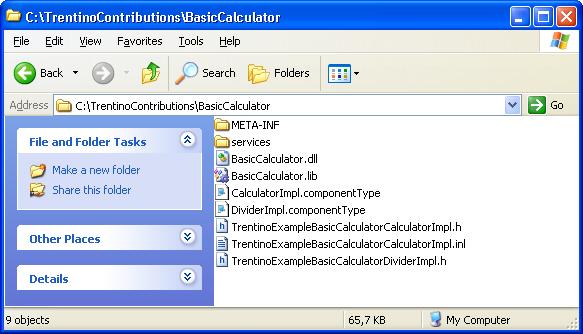 C:\TrentinoContributions\BasicCalculator
File Edit View Favorites Tools Help
Back Search Folders
Address C:\TrentinoContributions\BasicCalculator Go
File and Folder Tasks
Make a new folder
Share this folder
Other Places
Details
META-INF
services
BasicCalculator.dll
BasicCalculator.lib
CalculatorImpl.componentType
DividerImpl.componentType
TrentinoExampleBasicCalculatorCalculatorImpl.h
TrentinoExampleBasicCalculatorCalculatorImpl.inl
TrentinoExampleBasicCalculatorDividerImpl.h
9 objects 65,7 KB My Computer